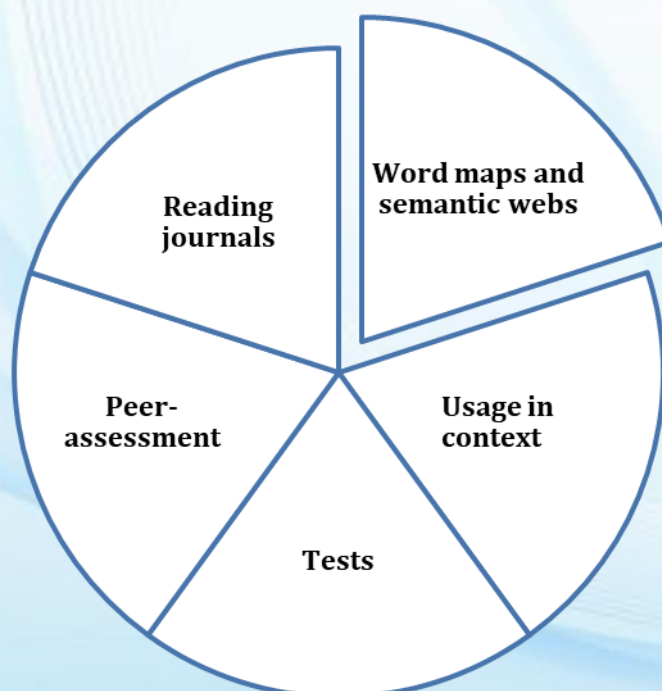 Word maps and
semantic webs
Usage in
context
Tests
Peer-
assessment
Reading
journals